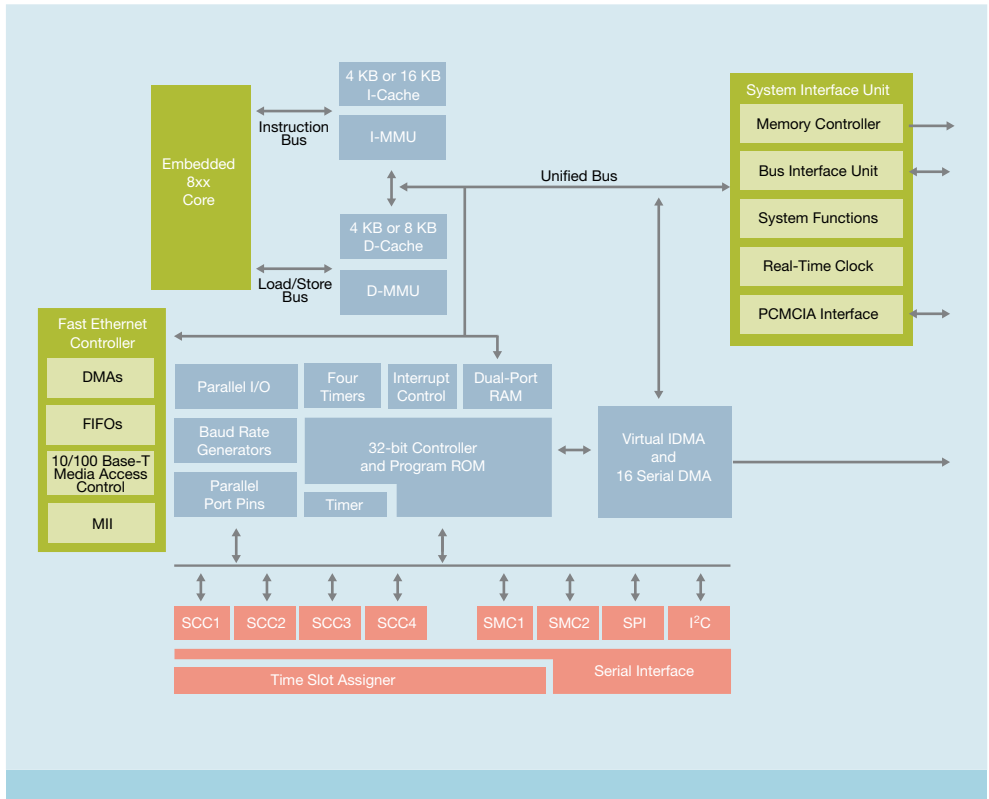 4 KB or 16 KB
I-Cache
Instruction
Bus
I-MMU
Embedded
8xx
Core
Unified Bus
4 KB or 8 KB
D-Cache
Load/Store
Bus
D-MMU
System Interface Unit
Memory Controller
Bus Interface Unit
System Functions
Real-Time Clock
PCMCIA Interface
Fast Ethernet
Controller
DMAs
FIFOs
10/100 Base-T
Media Access
Control
MII
Parallel I/O
Four
Timers
Interrupt
Control
Dual-Port
RAM
Baud Rate
Generators
32-bit Controller
and Program ROM
Parallel
Port Pins
Timer
Virtual IDMA
and
16 Serial DMA
SCC1
SCC2
SCC3
SCC4
SMC1
SMC2
SPI
I²C
Time Slot Assigner
Serial Interface